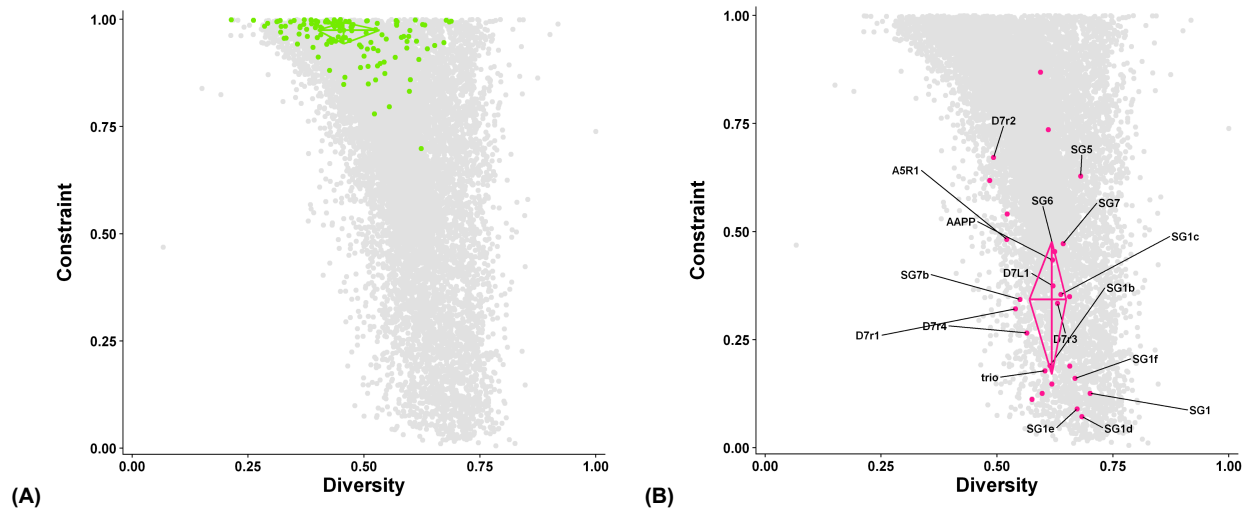 1.00
0.75
0.50
0.25
0.00
Constraint
0.00
0.25
0.50
0.75
1.00
Diversity
(A)
1.00
0.75
0.50
0.25
0.00
Constraint
D7r2
SG5
A5R1
SG6
SG7
AAPP
SG1c
D7L1
SG7b
SG1b
D7r4
D7r1
D7r3
SG1f
trio
SG1
SG1e
SG1d
0.00
0.25
0.50
0.75
1.00
Diversity
(B)